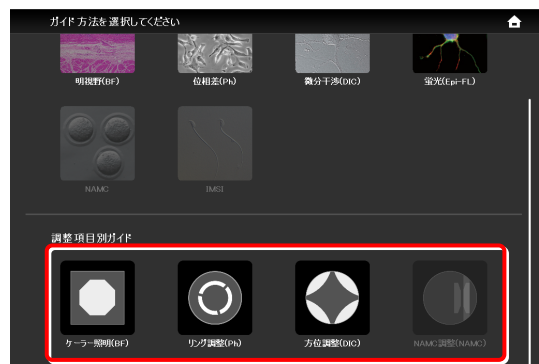 ガイド方法を選択してください
明視野(BF)
位相差(Ph)
微分干渉(DIC)
蛍光(Epi-FL)
NAMC
IMSI
調整項目別ガイド
ケーラー照明(BF)
リング調整(Ph)
方位調整(DIC)
NAMC調整(NAMC)